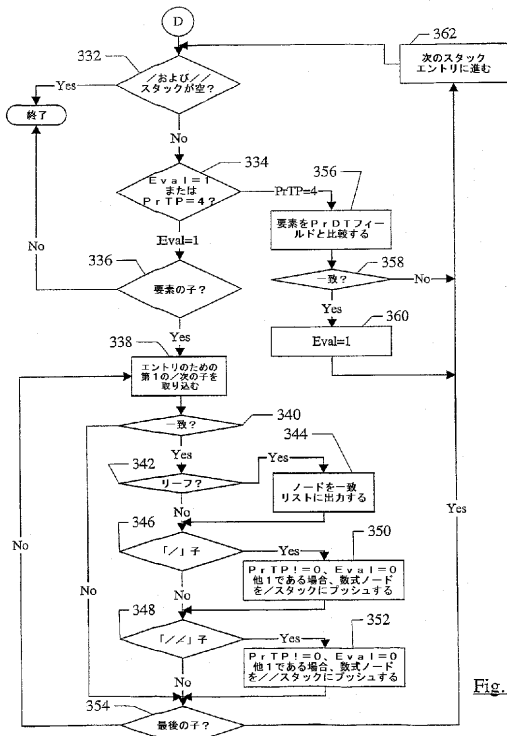 D
362
次のスタック
エントリに進む
332
/および//
スタックが空?
Yes
終了
No
334
Eval=1
または
PrTP=4?
PrTP=4
356
要素をPrDTフィー
ルドと比較する
Eval=1
336
要素の子?
No
358
一致?
No
Yes
360
Eval=1
Yes
338
エントリのための
第1の/次の子を
取り込む
340
一致?
Yes
342
リーフ?
Yes
344
ノードを一致
リストに出力する
No
346
「/」子
Yes
350
PrTP!=0、Eval=0
他1である場合、数式ノード
を/スタックにプッシュする
No
348
「//」子
Yes
352
PrTP!=0、Eval=0
他1である場合、数式ノード
を//スタックにプッシュする
No
No
No
Yes
354
最後の子?
Fig.